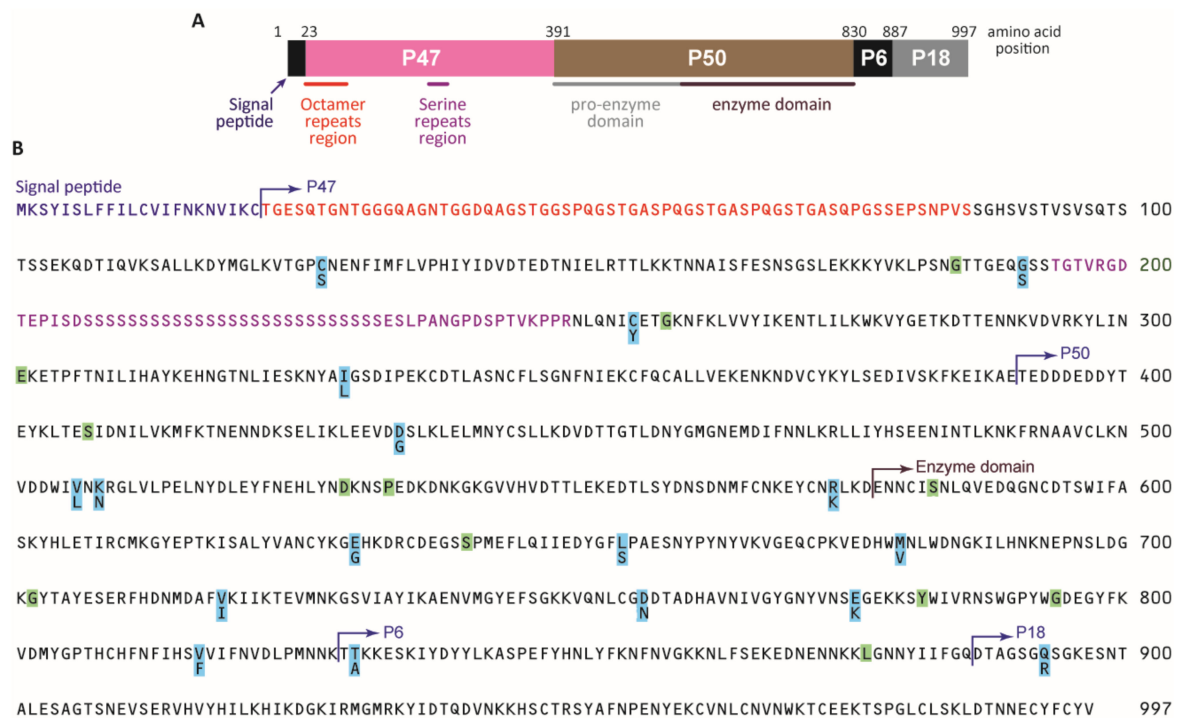 A
1 23 391 830 887 997 amino acid position
P47 P50 P6 P18
Signal peptide
Octamer repeats region
Serine repeats region
pro-enzyme domain
enzyme domain
B
Signal peptide P47
MKSYISLFFILCVIFNKNVIKCTGESQTGNTGGGQAGNTGGDQAGSTGGSPQGSTGASPQGSTGASPQGSTGASQPGSSEPSNPVSSGHSVSTVSVSQTS 100
TSSEKQDTIQVKSALLKDYMGLKVTGPCNENFIMFLVPHIYIDVDTEDTNIELRTTLKKTNNAISFESNSGSLEKKKYVKLPSNGTTGEQGSSTGTVRGD 200
S S
TEPISDSSSSSSSSSSSSSSSSSSSSSSSSSSSSSSESLPANGPDSPTVKPPRNLQNICETGKNFKLVVYIKENTLILKWKVYGETKDTTENNKVDVRKYLIN 300
Y
P50
EKETPFTNILIHAYKEHNGTNLIESKNYAIGSDIPEKCDTLASNCFLSGNFNIEKCFQCALLVEKENKNDVCYKYLSEDIVSKFKEIKAETEDDDEDDYT 400
L
EYKLTESIDNILVKMFKTNENNDKSELIKLEEVDDSLKLELMNYCSLLKDVDTTGTLDNYGMGNEMDIFNNLKRLLIYHSEENINTLKNKFRNAAVCLKN 500
G
Enzyme domain
VDDWIVNKRGLVLPELNYDLEYFNEHLYNDKNSPEDKDNKGKGVVHVDTTLEKEDTLSYDNSDNMFCNKEYCNRLKDENNCISNLQVEDQGNCDTSWIFA 600
L N K
SKYHLETIRCMKGYEPTKISALYVANCYKGEHKDRCDEGSSPMEFLQIIEDYGFLPAESNYPYNYVKVGEQCPKVEDHWMNLWDNGKILHNKNEPNSLDG 700
G S V
KGYTAYESERFHDNMDAFVKIIKTEVMNKGSVIAYIKAENVMGYEFSGKKVQNLCGDDTADHAVNIVGYGNYVNSEGEKKSYWIVRNSWGPYWGDEGYFK 800
I N K
P6 P18
VDMYGPTHCHFNFIHSVVIFNVDLPMNNKTTKKESKIYDYYLKASPEFYHNLYFKNFNVGKKNLFSEKEDNENNKKLGNNYIIFGQDTAGSGQSGKESNT 900
F A R
ALESAGTSNEVSERVHVYHILKHIKDGKIRMGMRKYIDTQDVNKKHSCTRSYAFNPENYEKCVNLCNVNWKTCEEKTSPGLCLSKLDTNNECYFCYV 997